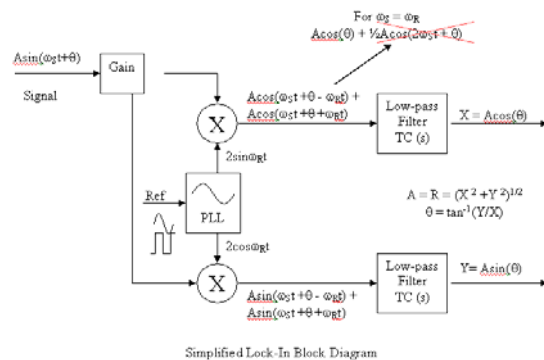 For ωS = ωR
Acos(θ) + ½Acos(2ωSt + θ)
Asin(ωSt+θ)
Gain
Signal
Acos(ωSt +θ - ωRt) +
Acos(ωSt+θ+ωRt)
Low-pass
Filter
TC (s)
X = Acos(θ)
X
2sinωRt
Ref
PLL
A = R = (X² +Y²)^1/2
θ = tan⁻¹(Y/X)
2cosωRt
X
Low-pass
Filter
TC (s)
Y= Asin(θ)
Asin(ωSt +θ - ωRt) +
Asin(ωSt+θ+ωRt)
Simplified Lock-In Block Diagram